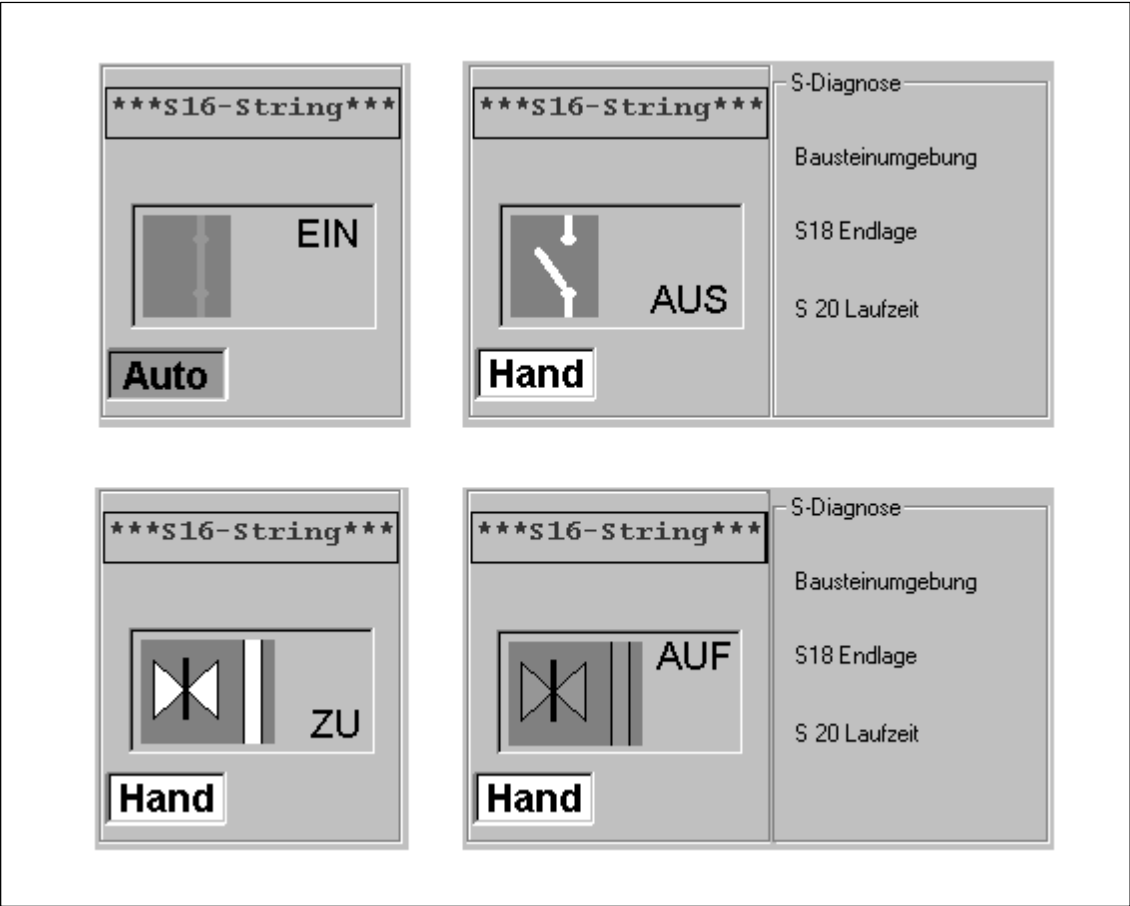 ***S16-String***
EIN
Auto
***S16-String***
AUS
Hand
S-Diagnose
Bausteinumgebung
S18 Endlage
S 20 Laufzeit
***S16-String***
ZU
Hand
***S16-String***
AUF
Hand
S-Diagnose
Bausteinumgebung
S18 Endlage
S 20 Laufzeit